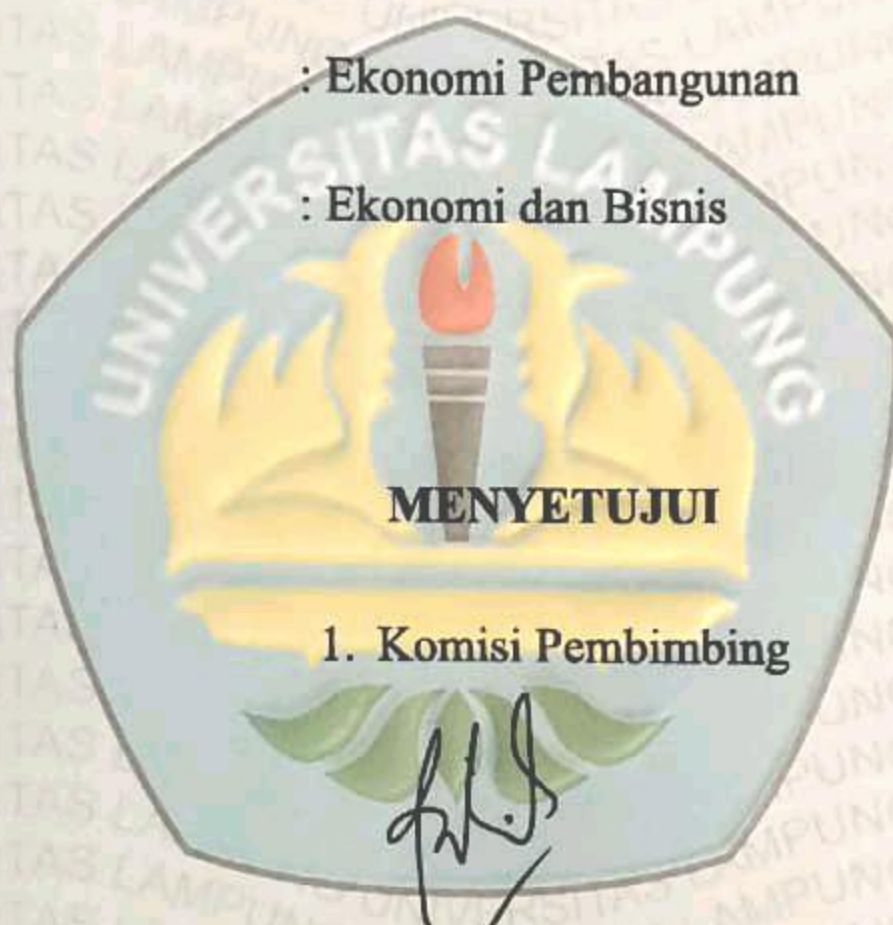 : Ekonomi Pembangunan
: Ekonomi dan Bisnis
UNIVERSITAS LAMPUNG
MENYETUJUI
1. Komisi Pembimbing